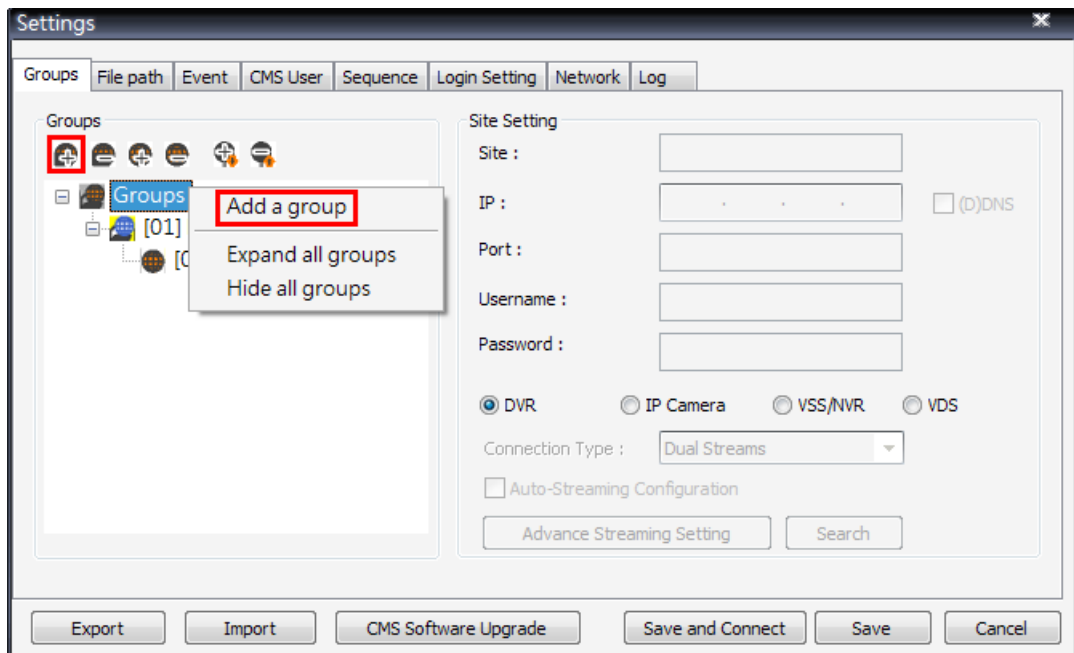 Settings
Groups File path Event CMS User Sequence Login Setting Network Log
Groups
Site Setting
Site :
IP :
(D)DNS
Port :
Username :
Password :
Groups
[01]
[0
Add a group
Expand all groups
Hide all groups
DVR IP Camera VSS/NVR VDS
Connection Type : Dual Streams
Auto-Streaming Configuration
Advance Streaming Setting Search
Export Import CMS Software Upgrade Save and Connect Save Cancel